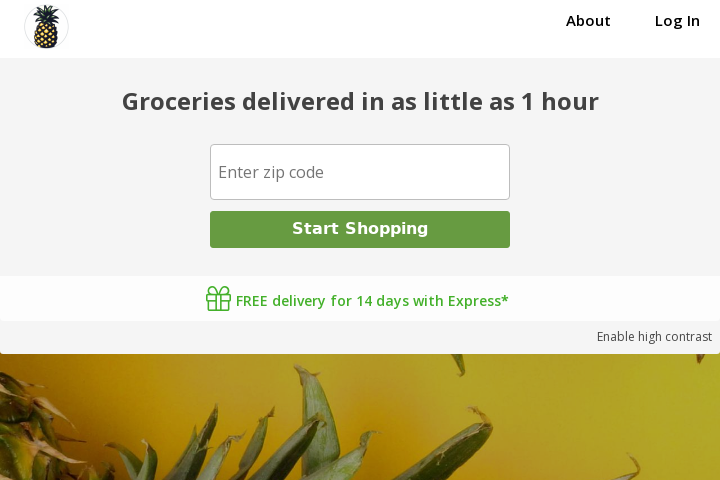 About
Log In
Groceries delivered in as little as 1 hour
Enter zip code
Start Shopping
FREE delivery for 14 days with Express*
Enable high contrast